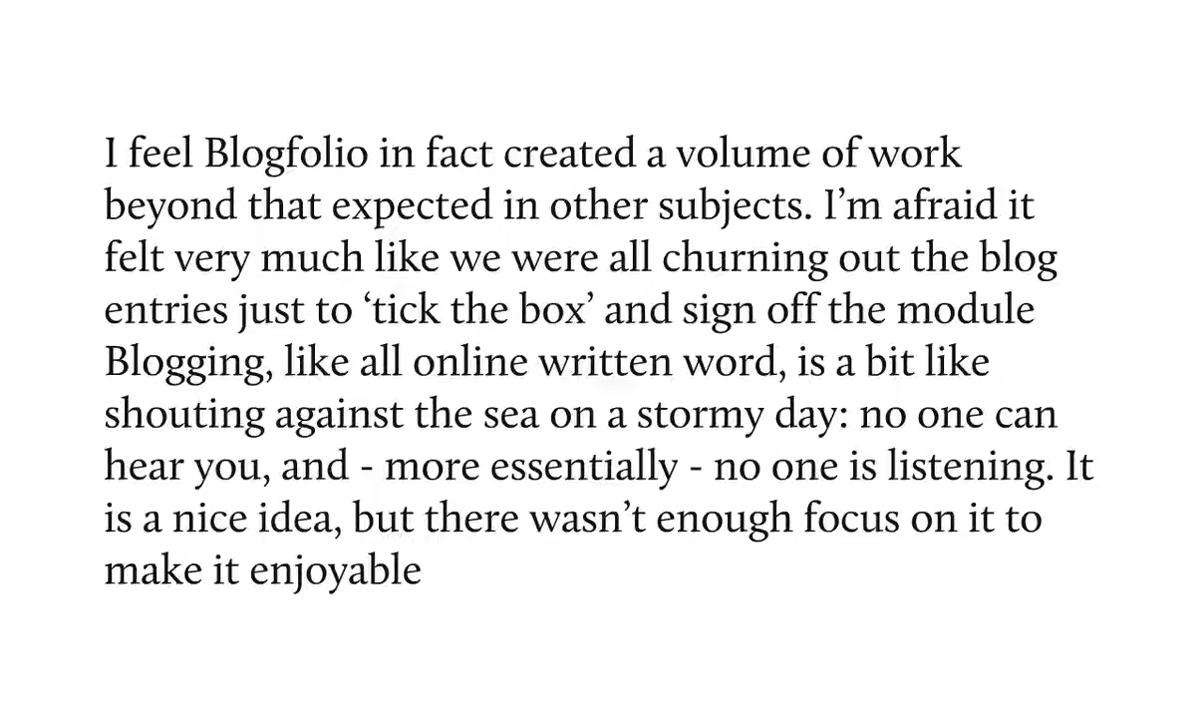 I feel Blogfolio in fact created a volume of work
beyond that expected in other subjects. I’m afraid it
felt very much like we were all churning out the blog
entries just to ‘tick the box’ and sign off the module
Blogging, like all online written word, is a bit like
shouting against the sea on a stormy day: no one can
hear you, and - more essentially - no one is listening. It
is a nice idea, but there wasn’t enough focus on it to
make it enjoyable